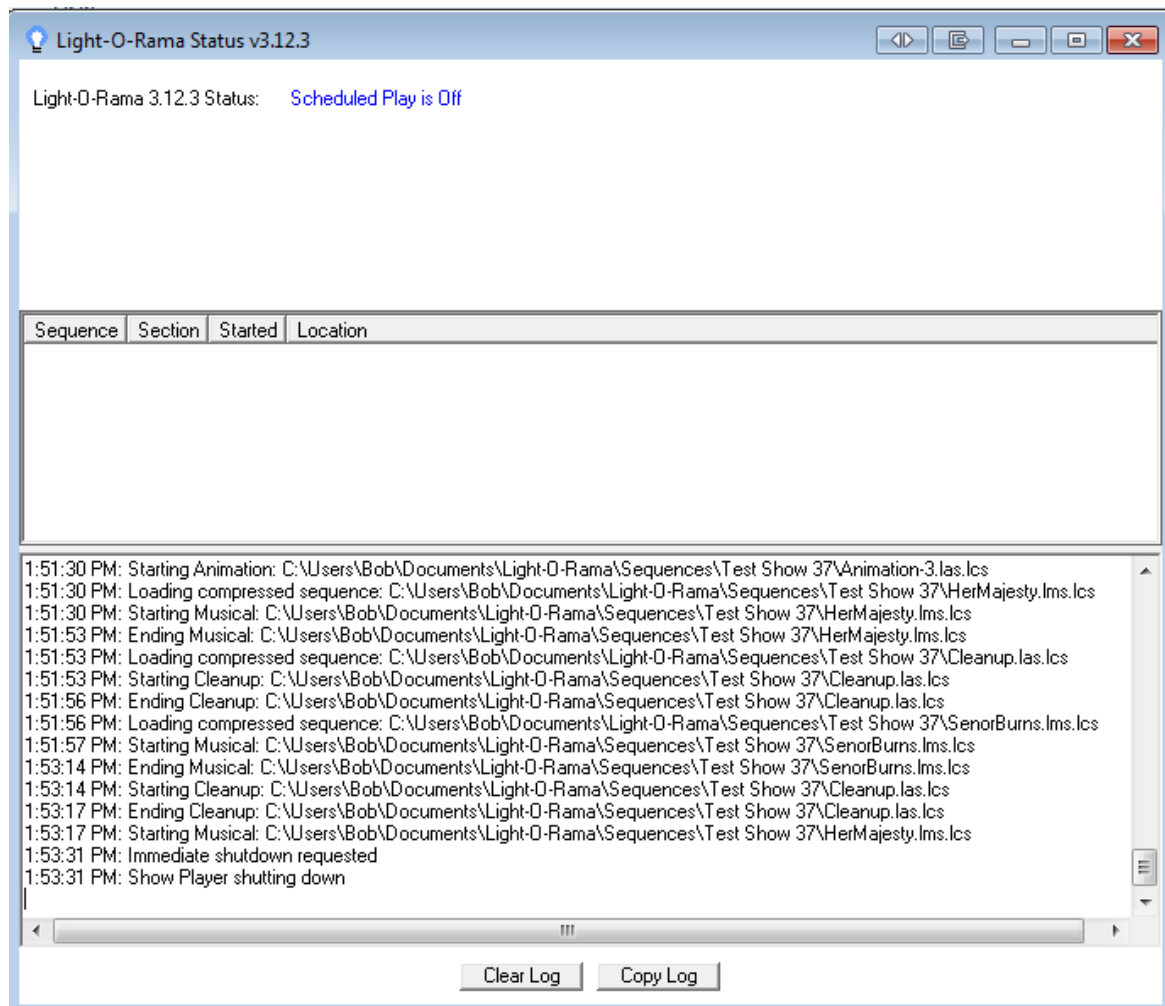 Light-O-Rama Status v3.12.3
Light-O-Rama 3.12.3 Status: Scheduled Play is Off
Sequence Section Started Location
1:51:30 PM: Starting Animation: C:\Users\Bob\Documents\Light-O-Rama\Sequences\Test Show 37\Animation-3.las.lcs
1:51:30 PM: Loading compressed sequence: C:\Users\Bob\Documents\Light-O-Rama\Sequences\Test Show 37\HerMajesty.lms.lcs
1:51:30 PM: Starting Musical: C:\Users\Bob\Documents\Light-O-Rama\Sequences\Test Show 37\HerMajesty.lms.lcs
1:51:53 PM: Ending Musical: C:\Users\Bob\Documents\Light-O-Rama\Sequences\Test Show 37\HerMajesty.lms.lcs
1:51:53 PM: Loading compressed sequence: C:\Users\Bob\Documents\Light-O-Rama\Sequences\Test Show 37\Cleanup.las.lcs
1:51:53 PM: Starting Cleanup: C:\Users\Bob\Documents\Light-O-Rama\Sequences\Test Show 37\Cleanup.las.lcs
1:51:56 PM: Ending Cleanup: C:\Users\Bob\Documents\Light-O-Rama\Sequences\Test Show 37\Cleanup.las.lcs
1:51:56 PM: Loading compressed sequence: C:\Users\Bob\Documents\Light-O-Rama\Sequences\Test Show 37\SenorBurns.lms.lcs
1:51:57 PM: Starting Musical: C:\Users\Bob\Documents\Light-O-Rama\Sequences\Test Show 37\SenorBurns.lms.lcs
1:53:14 PM: Ending Musical: C:\Users\Bob\Documents\Light-O-Rama\Sequences\Test Show 37\SenorBurns.lms.lcs
1:53:14 PM: Starting Cleanup: C:\Users\Bob\Documents\Light-O-Rama\Sequences\Test Show 37\Cleanup.las.lcs
1:53:17 PM: Ending Cleanup: C:\Users\Bob\Documents\Light-O-Rama\Sequences\Test Show 37\Cleanup.las.lcs
1:53:17 PM: Starting Musical: C:\Users\Bob\Documents\Light-O-Rama\Sequences\Test Show 37\HerMajesty.lms.lcs
1:53:31 PM: Immediate shutdown requested
1:53:31 PM: Show Player shutting down
Clear Log Copy Log